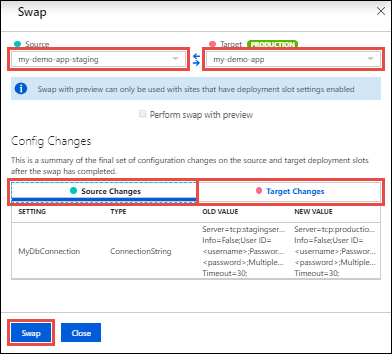 Swap
Source
Target PRODUCTION
my-demo-app-staging
my-demo-app
Swap with preview can only be used with sites that have deployment slot settings enabled
Perform swap with preview
Config Changes
This is a summary of the final set of configuration changes on the source and target deployment slots
after the swap has completed.
Source Changes
Target Changes
SETTING TYPE OLD VALUE NEW VALUE
MyDbConnection
ConnectionString
Server=tcp:stagingser...
Info=False;User ID=
<username>;Passwor...
<password>;Multiple...
Timeout=30;
Server=tcp:productio...
Info=False;User ID=
<username>;Passwor...
<password>;Multiple...
Timeout=30;
Swap
Close